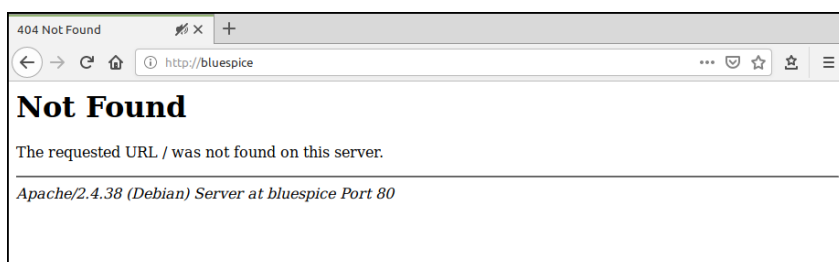 404 Not Found
http://bluespice
Not Found
The requested URL / was not found on this server.
Apache/2.4.38 (Debian) Server at bluespice Port 80